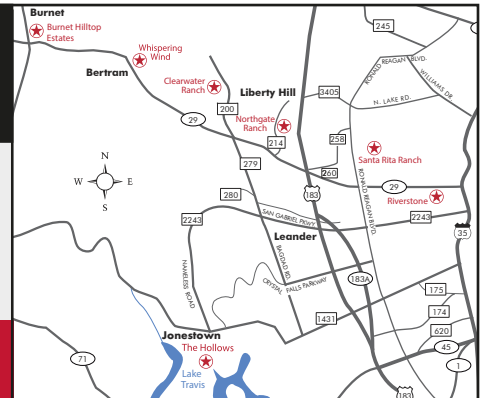 Burnet
Burnet Hilltop
Estates
245
Whispering
Wind
RONALD REAGAN BLVD.
Bertram
WILLIAMS DR
Clearwater
Ranch
Liberty Hill
3405
N. LAKE RD.
200
29
Northgate
Ranch
214
258
Santa Rita Ranch
279
N
W
E
S
260
280
183
29
Riverstone
RONALD REAGAN BLVD.
2243
SAN GABRIEL PKWY.
2243
35
Leander
BAGDAD RD.
NAMELESS ROAD
183A
CRYSTAL FALLS PARKWAY
175
1431
174
620
Jonestown
The Hollows
45
71
Lake
Travis
1
183